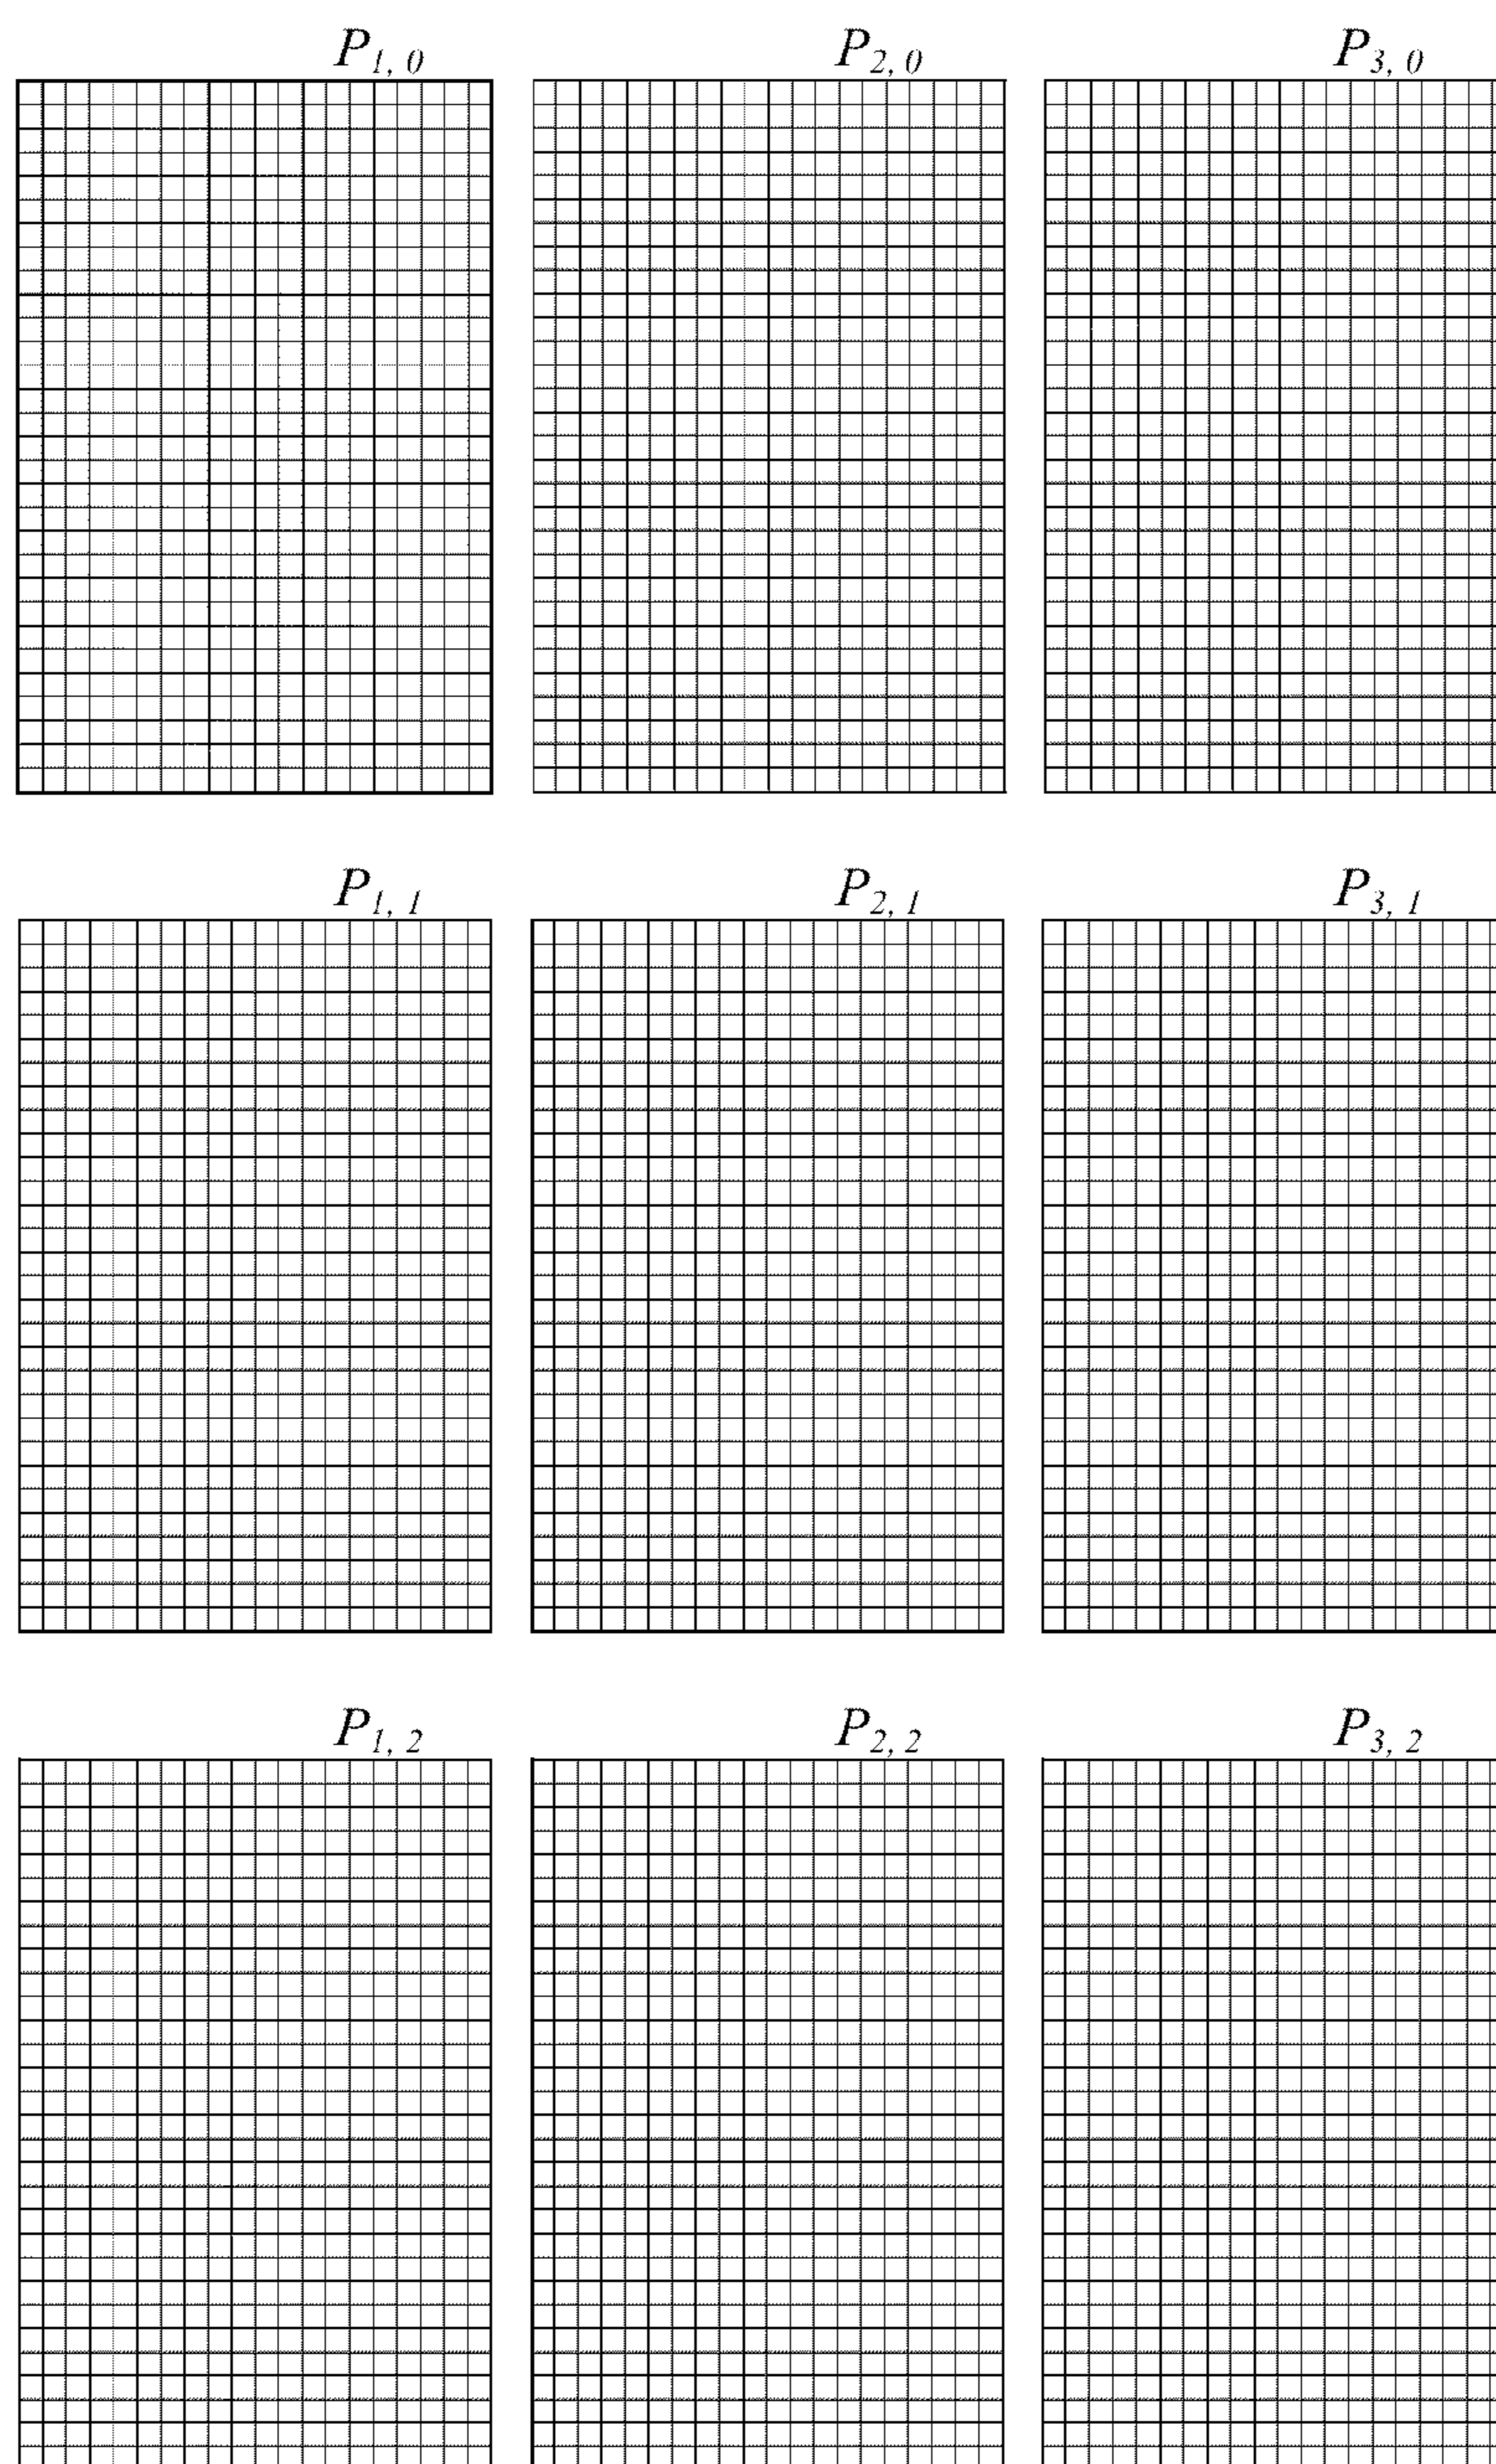 P1, 0 P2, 0 P3, 0
P1, 1 P2, 1 P3, 1
P1, 2 P2, 2 P3, 2